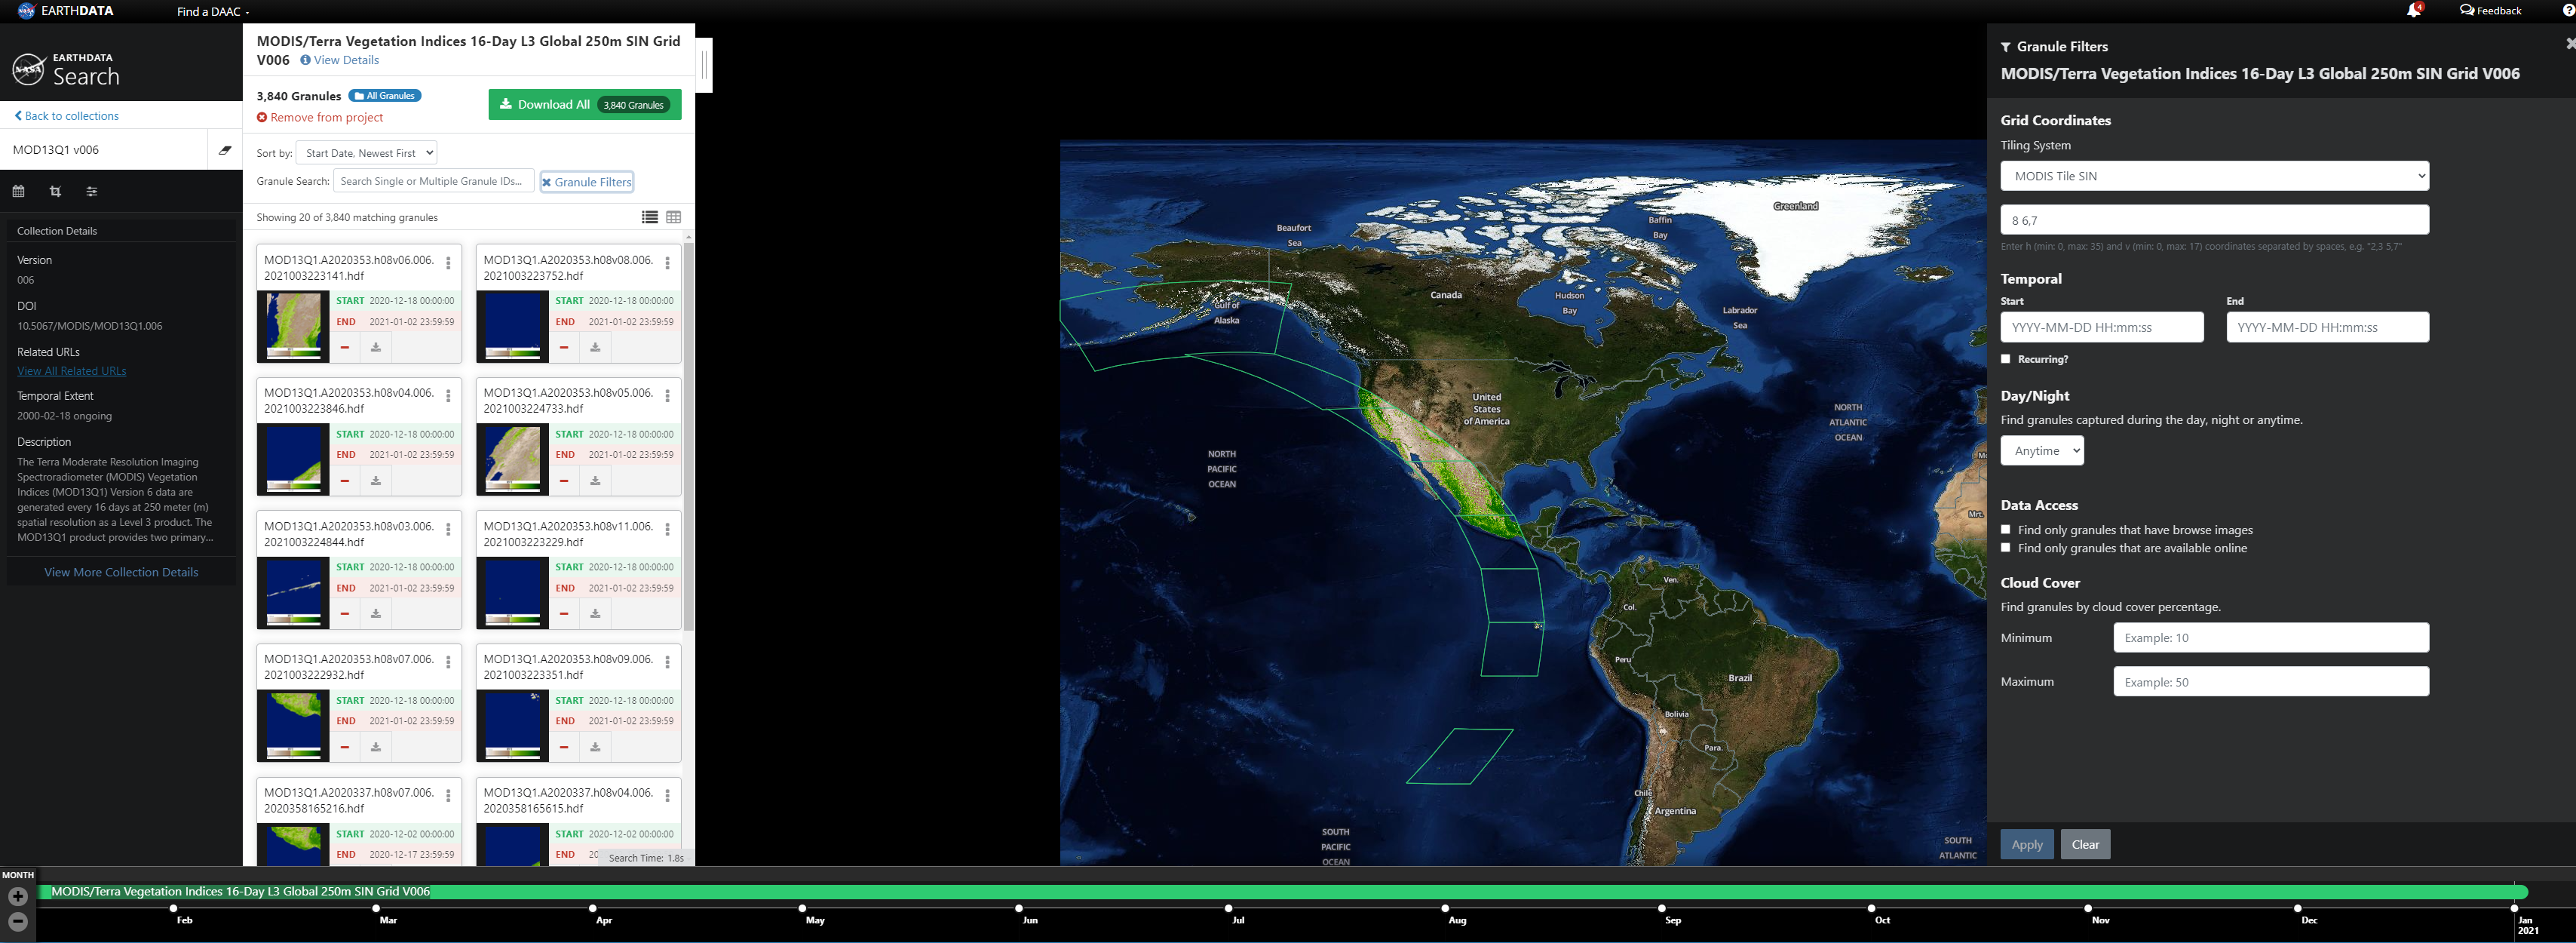 EARTHDATA
Find a DAAC
4
Feedback
EARTHDATA
Search
Back to collections
MOD13Q1 v006
Collection Details
Version
006
DOI
10.5067/MODIS/MOD13Q1.006
Related URLs
View All Related URLs
Temporal Extent
2000-02-18 ongoing
Description
The Terra Moderate Resolution Imaging
Spectroradiometer (MODIS) Vegetation
Indices (MOD13Q1) Version 6 data are
generated every 16 days at 250 meter (m)
spatial resolution as a Level 3 product. The
MOD13Q1 product provides two primary...
View More Collection Details
MODIS/Terra Vegetation Indices 16-Day L3 Global 250m SIN Grid
V006 View Details
3,840 Granules All Granules
Remove from project
Download All 3,840 Granules
Sort by: Start Date, Newest First
Granule Search: Search Single or Multiple Granule IDs... Granule Filters
Showing 20 of 3,840 matching granules
MOD13Q1.A2020353.h08v06.006.
2021003223141.hdf
START 2020-12-18 00:00:00
END 2021-01-02 23:59:59
MOD13Q1.A2020353.h08v08.006.
2021003223752.hdf
START 2020-12-18 00:00:00
END 2021-01-02 23:59:59
MOD13Q1.A2020353.h08v04.006.
2021003223846.hdf
START 2020-12-18 00:00:00
END 2021-01-02 23:59:59
MOD13Q1.A2020353.h08v05.006.
2021003224733.hdf
START 2020-12-18 00:00:00
END 2021-01-02 23:59:59
MOD13Q1.A2020353.h08v03.006.
2021003224844.hdf
START 2020-12-18 00:00:00
END 2021-01-02 23:59:59
MOD13Q1.A2020353.h08v11.006.
2021003223229.hdf
START 2020-12-18 00:00:00
END 2021-01-02 23:59:59
MOD13Q1.A2020353.h08v07.006.
2021003222932.hdf
START 2020-12-18 00:00:00
END 2021-01-02 23:59:59
MOD13Q1.A2020353.h08v09.006.
2021003223351.hdf
START 2020-12-18 00:00:00
END 2021-01-02 23:59:59
MOD13Q1.A2020337.h08v07.006.
2020358165216.hdf
START 2020-12-02 00:00:00
END 2020-12-17 23:59:59
MOD13Q1.A2020337.h08v04.006.
2020358165615.hdf
START 2020-12-02 00:00:00
END 20
Search Time: 1.8s
Greenland
Baffin
Bay
Beaufort
Sea
Canada
Hudson
Bay
Gulf of
Alaska
Labrador
Sea
United
States
of America
NORTH
ATLANTIC
OCEAN
NORTH
PACIFIC
OCEAN
Mrt.
Ven.
Col.
Peru
Brazil
Bolivia
Para.
Chile
Argentina
SOUTH
PACIFIC
OCEAN
SOUTH
ATLANTIC
Granule Filters
MODIS/Terra Vegetation Indices 16-Day L3 Global 250m SIN Grid V006
Grid Coordinates
Tiling System
MODIS Tile SIN
8 6,7
Enter h (min: 0, max: 35) and v (min: 0, max: 17) coordinates separated by spaces, e.g. "2,3 5,7"
Temporal
Start
End
YYYY-MM-DD HH:mm:ss
YYYY-MM-DD HH:mm:ss
Recurring?
Day/Night
Find granules captured during the day, night or anytime.
Anytime
Data Access
Find only granules that have browse images
Find only granules that are available online
Cloud Cover
Find granules by cloud cover percentage.
Minimum
Example: 10
Maximum
Example: 50
Apply
Clear
MONTH
MODIS/Terra Vegetation Indices 16-Day L3 Global 250m SIN Grid V006
Feb
Mar
Apr
May
Jun
Jul
Aug
Sep
Oct
Nov
Dec
Jan
2021